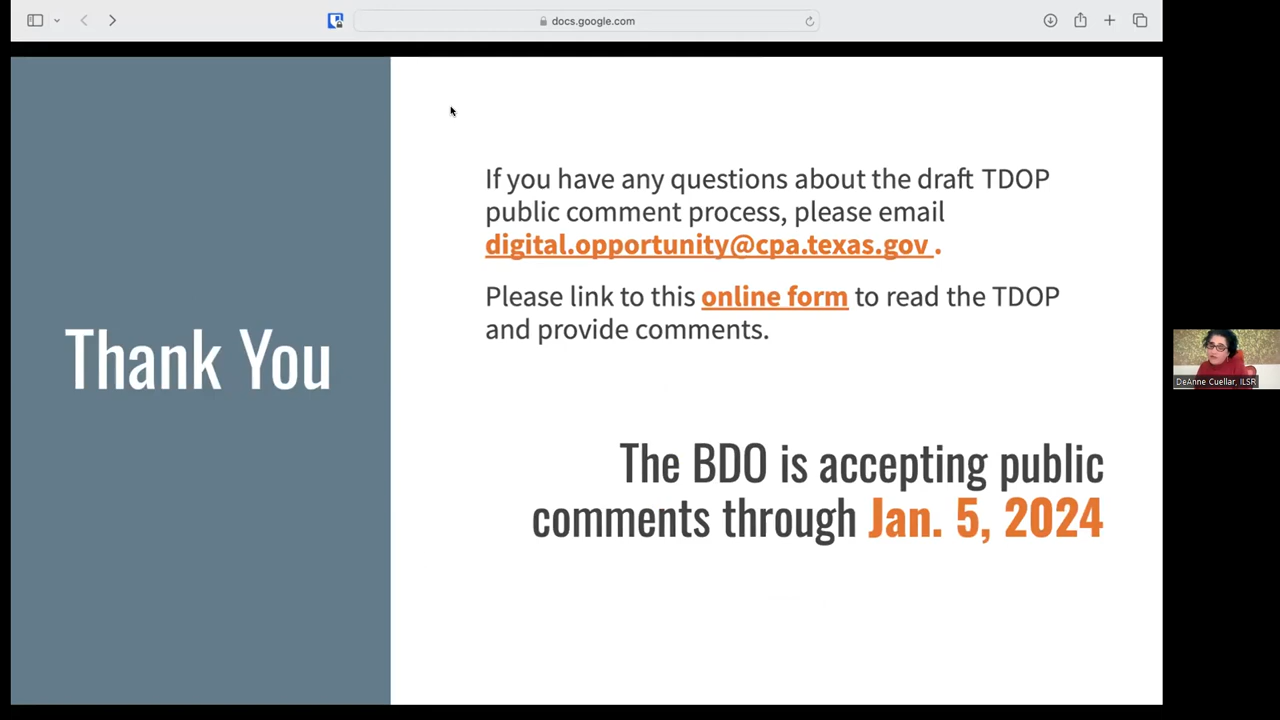 docs.google.com
Thank You
If you have any questions about the draft TDOP
public comment process, please email
digital.opportunity@cpa.texas.gov .
Please link to this online form to read the TDOP
and provide comments.
The BDO is accepting public
comments through Jan. 5, 2024
DeAnne Cuellar, ILSR